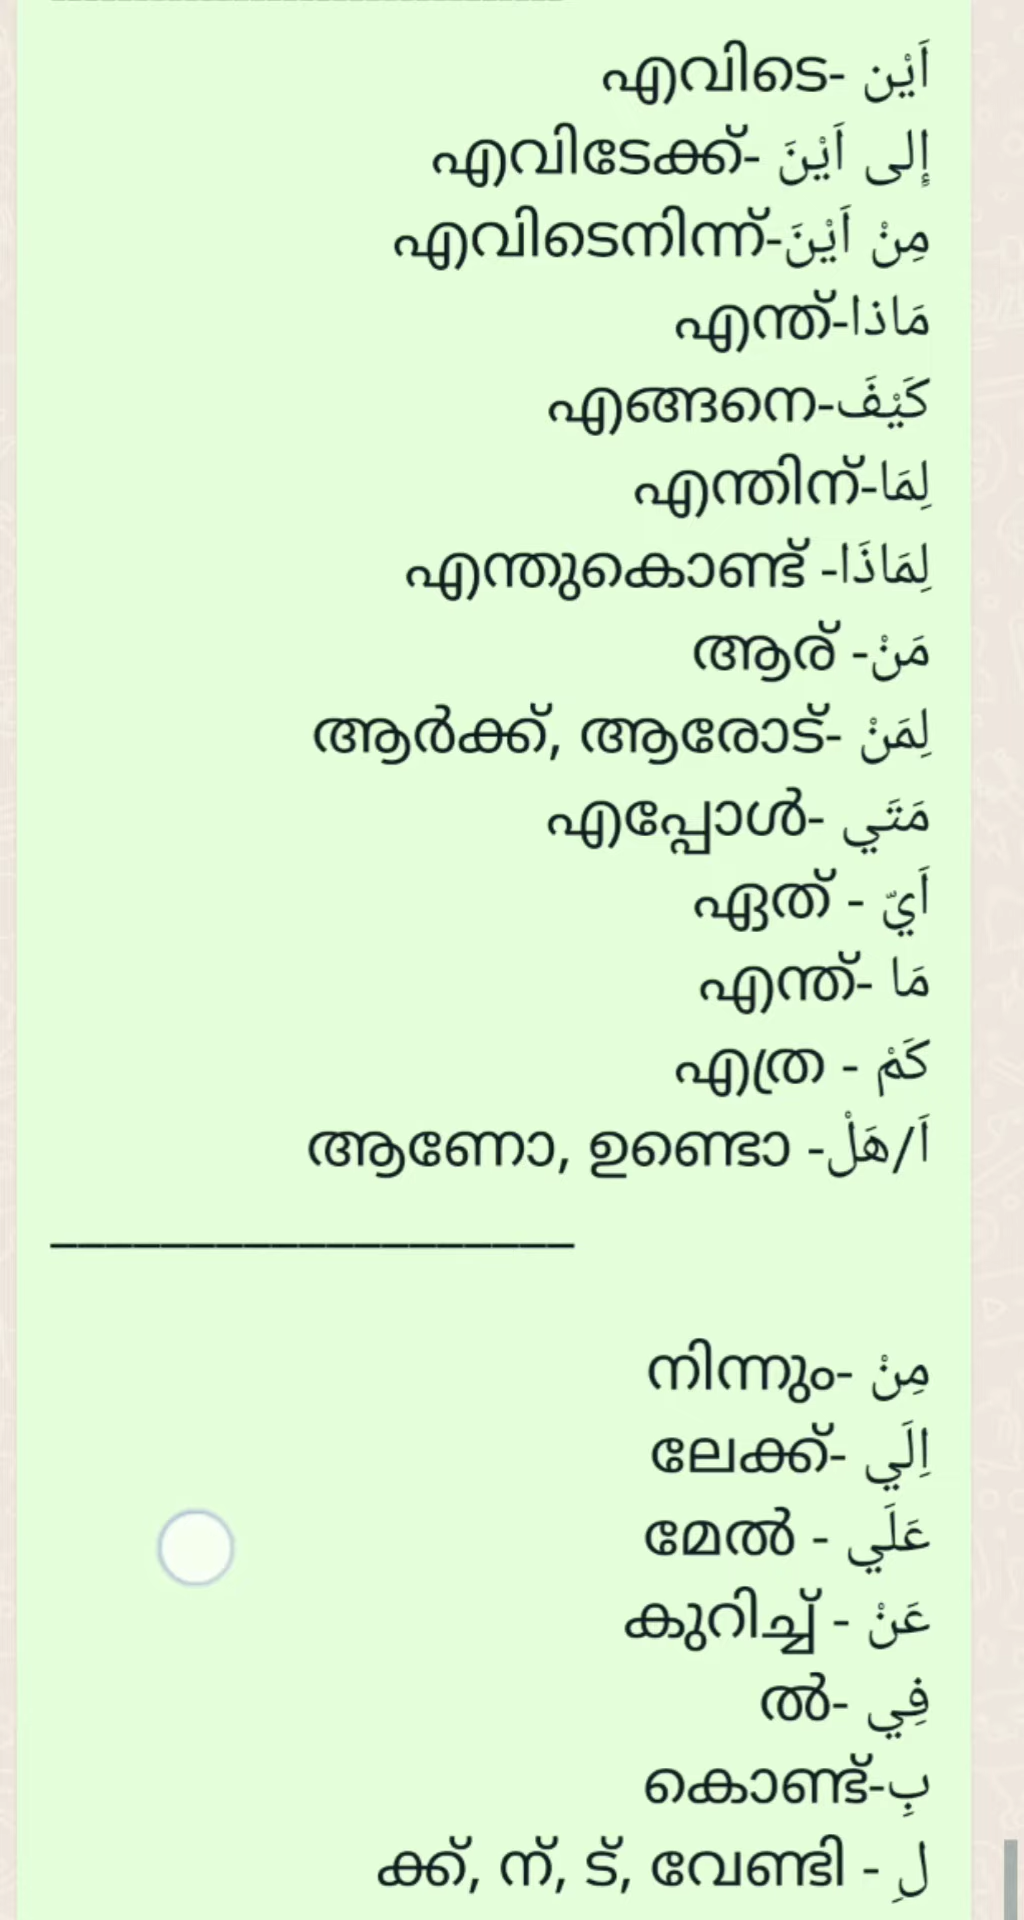 اَيْن -എവിടെ
إلى اَيْنَ -എവിടേക്ക്
مِنْ اَيْنَ-എവിടെനിന്ന്
مَاذا-എന്ത്
كَيْفَ-എങ്ങനെ
لِمَا-എന്തിന്
لِمَاذَا- എന്തുകൊണ്ട്
مَنْ- ആര്
لِمَنْ -ആർക്ക്, ആരോട്
مَتَي -എപ്പോൾ
اَيّ - ഏത്
مَا -എന്ത്
كَمْ - എത്ര
اَ/هَلْ- ആണോ, ഉണ്ടൊ
___________________
مِنْ -നിന്നും
اِلَي -ലേക്ക്
عَلَي - മേൽ
عَنْ - കുറിച്ച്
فِي -ൽ
بِ-കൊണ്ട്
لِ - ക്ക്, ന്, ട്, വേണ്ടി